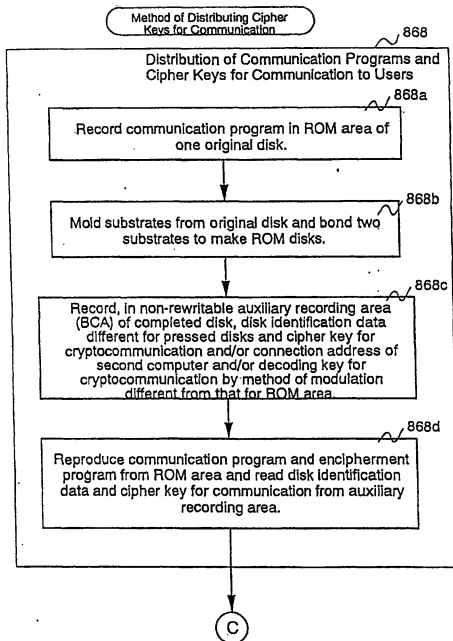 Method of Distributing Cipher
Keys for Communication
868
Distribution of Communication Programs and
Cipher Keys for Communication to Users
868a
Record communication program in ROM area of
one original disk.
868b
Mold substrates from original disk and bond two
substrates to make ROM disks.
868c
Record, in non-rewritable auxiliary recording area
(BCA) of completed disk, disk identification data
different for pressed disks and cipher key for
cryptocommunication and/or connection address of
second computer and/or decoding key for
cryptocommunication by method of modulation
different from that for ROM area.
868d
Reproduce communication program and encipherment
program from ROM area and read disk identification
data and cipher key for communication from auxiliary
recording area.
C